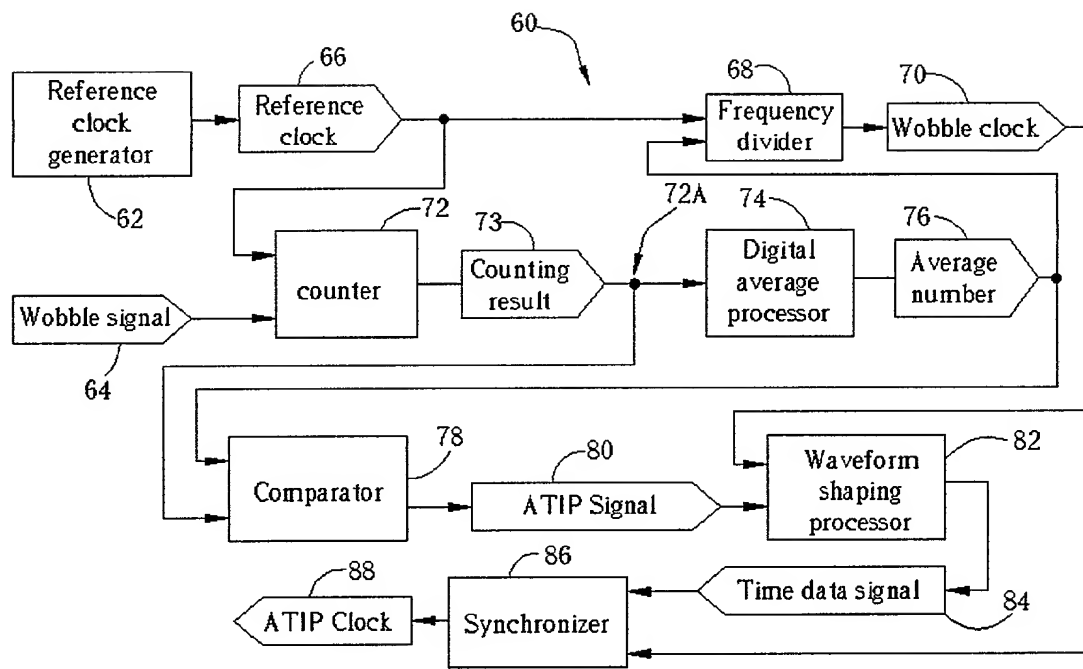 60
66
68
70
Reference
clock
generator
Reference
clock
Frequency
divider
Wobble clock
62
72
73
72A
74
76
counter
Counting
result
Digital
average
processor
Average
number
Wobble signal
64
78
80
82
Comparator
ATIP Signal
Waveform
shaping
processor
88
86
ATIP Clock
Synchronizer
Time data signal
84